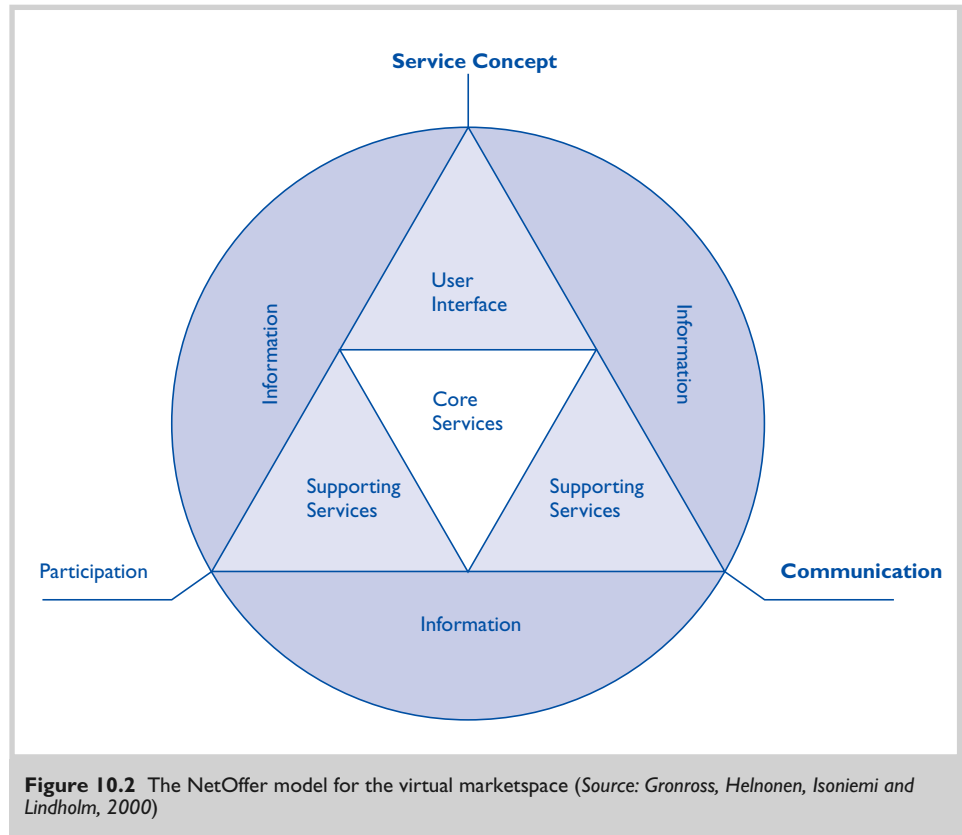 Service Concept
User
Interface
Information
Information
Core
Services
Supporting
Services
Supporting
Services
Participation
Communication
Information
Figure 10.2 The NetOffer model for the virtual marketspace (Source: Gronross, Helnonen, Isoniemi and
Lindholm, 2000)